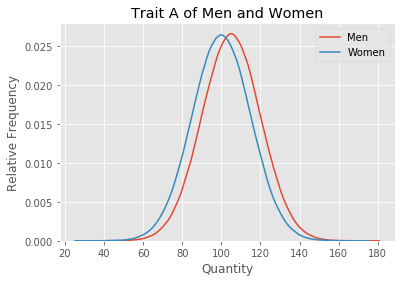 Trait A of Men and Women
Men
Women
Relative Frequency
0.025
0.020
0.015
0.010
0.005
0.000
20 40 60 80 100 120 140 160 180
Quantity